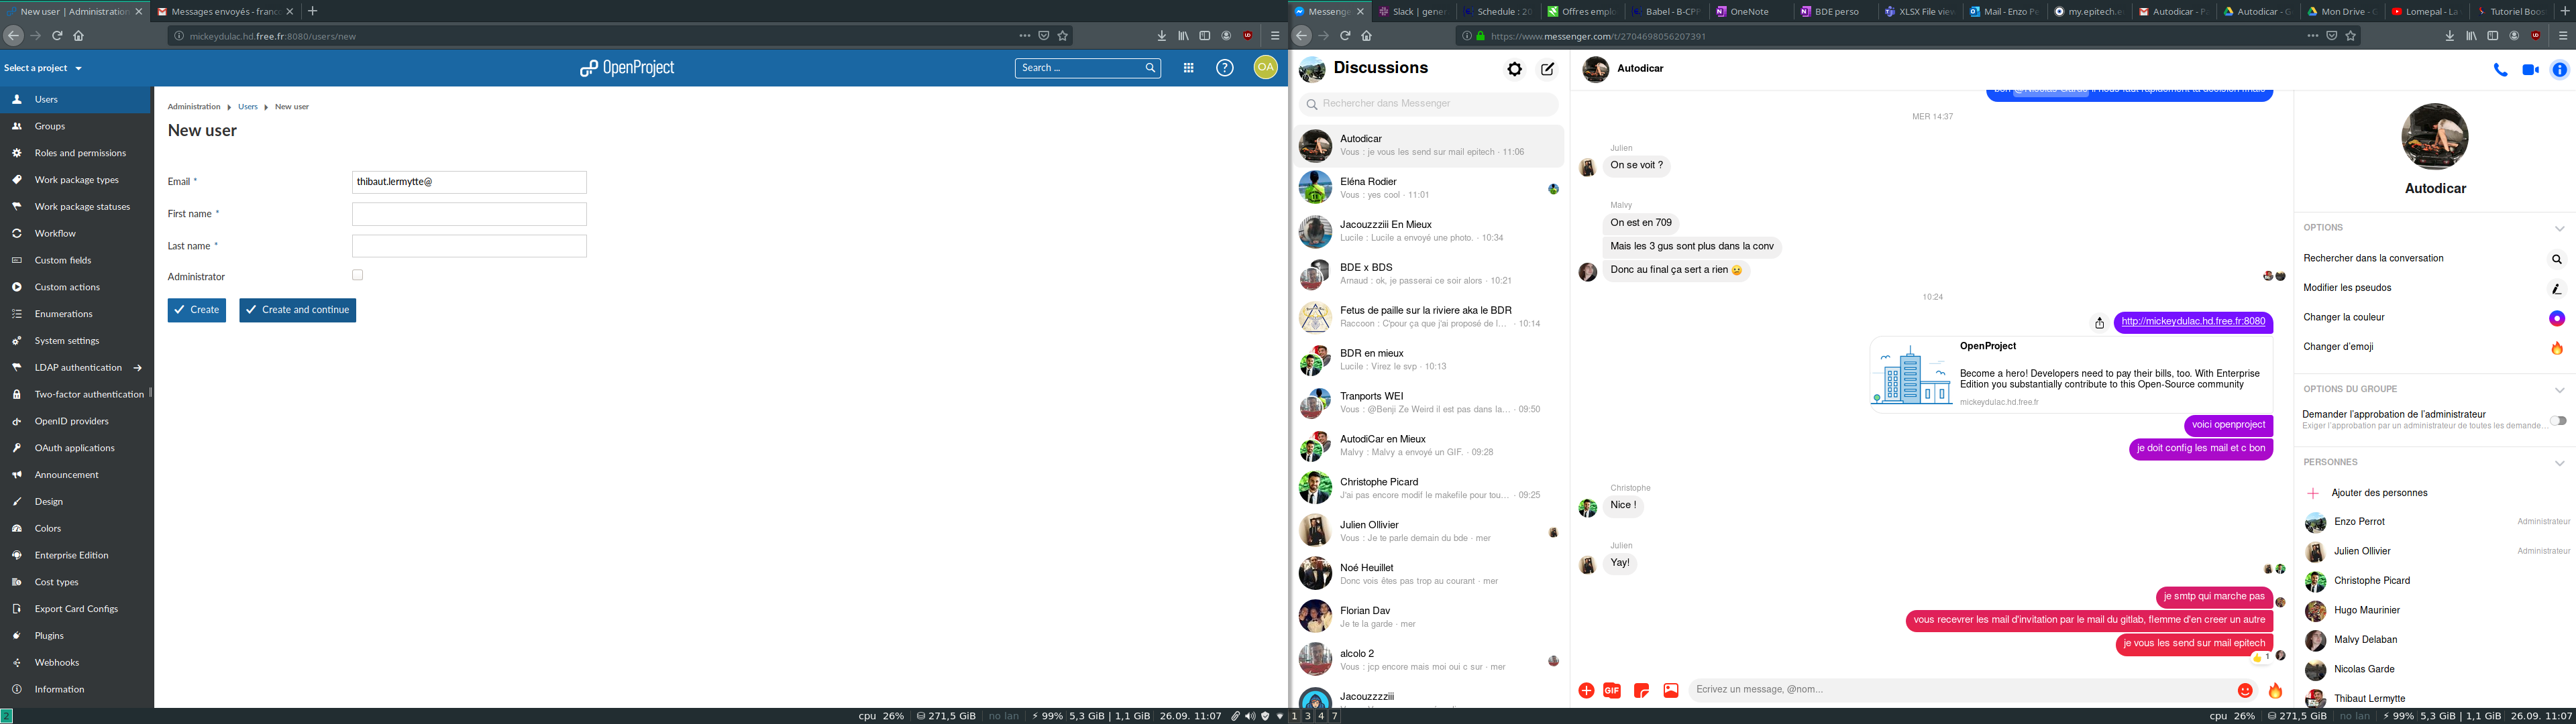 New user | Administration
Messages envoyés - franc
mickeydulac.hd.free.fr:8080/users/new
Select a project
OpenProject
Search ...
OA
Users
Groups
Roles and permissions
Work package types
Work package statuses
Workflow
Custom fields
Custom actions
Enumerations
System settings
LDAP authentication
Two-factor authentication
OpenID providers
OAuth applications
Announcement
Design
Colors
Enterprise Edition
Cost types
Export Card Configs
Plugins
Webhooks
Information
Administration
Users
New user
New user
Email *
thibaut.lermytte@
First name *
Last name *
Administrator
Create
Create and continue
2
cpu 26%
271,5 GiB
no lan
99%
5,3 GiB | 1,1 GiB
26.09. 11:07
Messenge
Slack | gener
Schedule : 20
Offres emplo
Babel - B-CPP
OneNote
BDE perso
XLSX File view
Mail - Enzo Pe
my.epitech.e
Autodicar - P
Autodicar - G
Mon Drive - G
Lomepal - La
Tutoriel Boos
https://www.messenger.com/t/2704698056207391
Discussions
Rechercher dans Messenger
Autodicar
Vous : je vous les send sur mail epitech · 11:06
Eléna Rodier
Vous : yes cool · 11:01
Jacouzzziii En Mieux
Lucile : Lucile a envoyé une photo. · 10:34
BDE x BDS
Arnaud : ok, je passerai ce soir alors · 10:21
Fetus de paille sur la riviere aka le BDR
Raccoon : C'pour ça que j'ai proposé de l... · 10:14
BDR en mieux
Lucile : Virez le svp · 10:13
Tranports WEI
Vous : @Benji Ze Weird il est pas dans la... · 09:50
AutodiCar en Mieux
Malvy : Malvy a envoyé un GIF. · 09:28
Christophe Picard
J'ai pas encore modif le makefile pour tou... · 09:25
Julien Ollivier
Vous : Je te parle demain du bde · mer
Noé Heuillet
Donc vois êtes pas trop au courant · mer
Florian Dav
Je te la garde · mer
alcolo 2
Vous : jcp encore mais moi oui c sur · mer
Jacouzzzziii
Autodicar
bon @Nicolas Garde il nous faut rapidement la décision finale
MER 14:37
Julien
On se voit ?
Malvy
On est en 709
Mais les 3 gus sont plus dans la conv
Donc au final ça sert a rien
10:24
http://mickeydulac.hd.free.fr:8080
OpenProject
Become a hero! Developers need to pay their bills, too. With Enterprise
Edition you substantially contribute to this Open-Source community
mickeydulac.hd.free.fr
voici openproject
je doit config les mail et c bon
Christophe
Nice !
Julien
Yay!
je smtp qui marche pas
vous recevrer les mail d'invitation par le mail du gitlab, flemme d'en creer un autre
je vous les send sur mail epitech
1
GIF
Ecrivez un message, @nom...
Autodicar
OPTIONS
Rechercher dans la conversation
Modifier les pseudos
Changer la couleur
Changer d'emoji
OPTIONS DU GROUPE
Demander l'approbation de l'administrateur
Exiger l'approbation par un administrateur de toutes les demande...
PERSONNES
Ajouter des personnes
Enzo Perrot
Administrateur
Julien Ollivier
Administrateur
Christophe Picard
Hugo Maurinier
Malvy Delaban
Nicolas Garde
Thibaut Lermytte
1 3 4 7
cpu 26%
271,5 GiB
no lan
99%
5,3 GiB | 1,1 GiB
26.09. 11:07